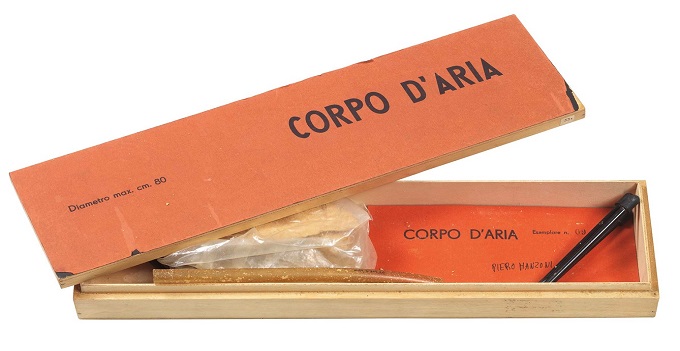 CORPO D'ARIA
Diametro max. cm. 80
CORPO D'ARIA Esemplare n.
PIERO MANZONI